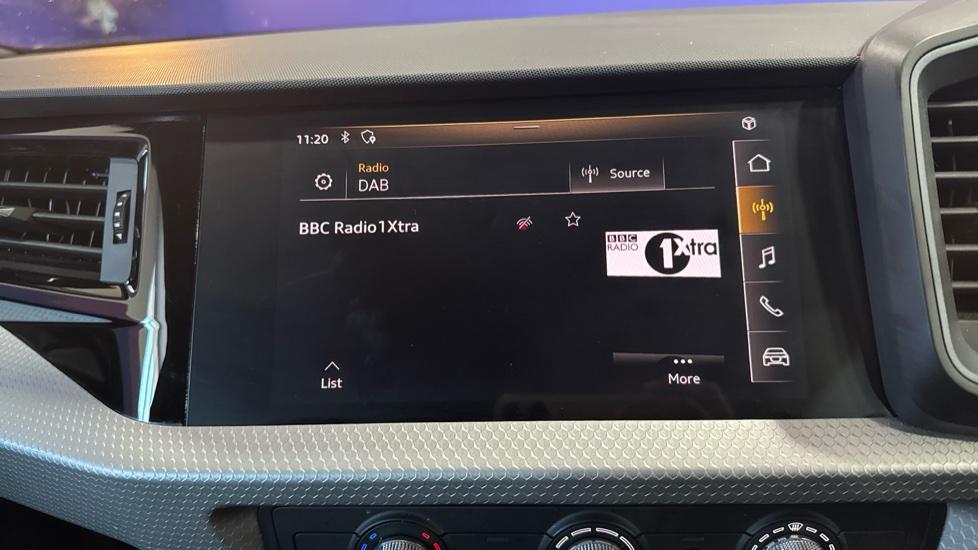 11:20
Radio
DAB
Source
BBC Radio1Xtra
BBC
RADIO
1Xtra
List
More